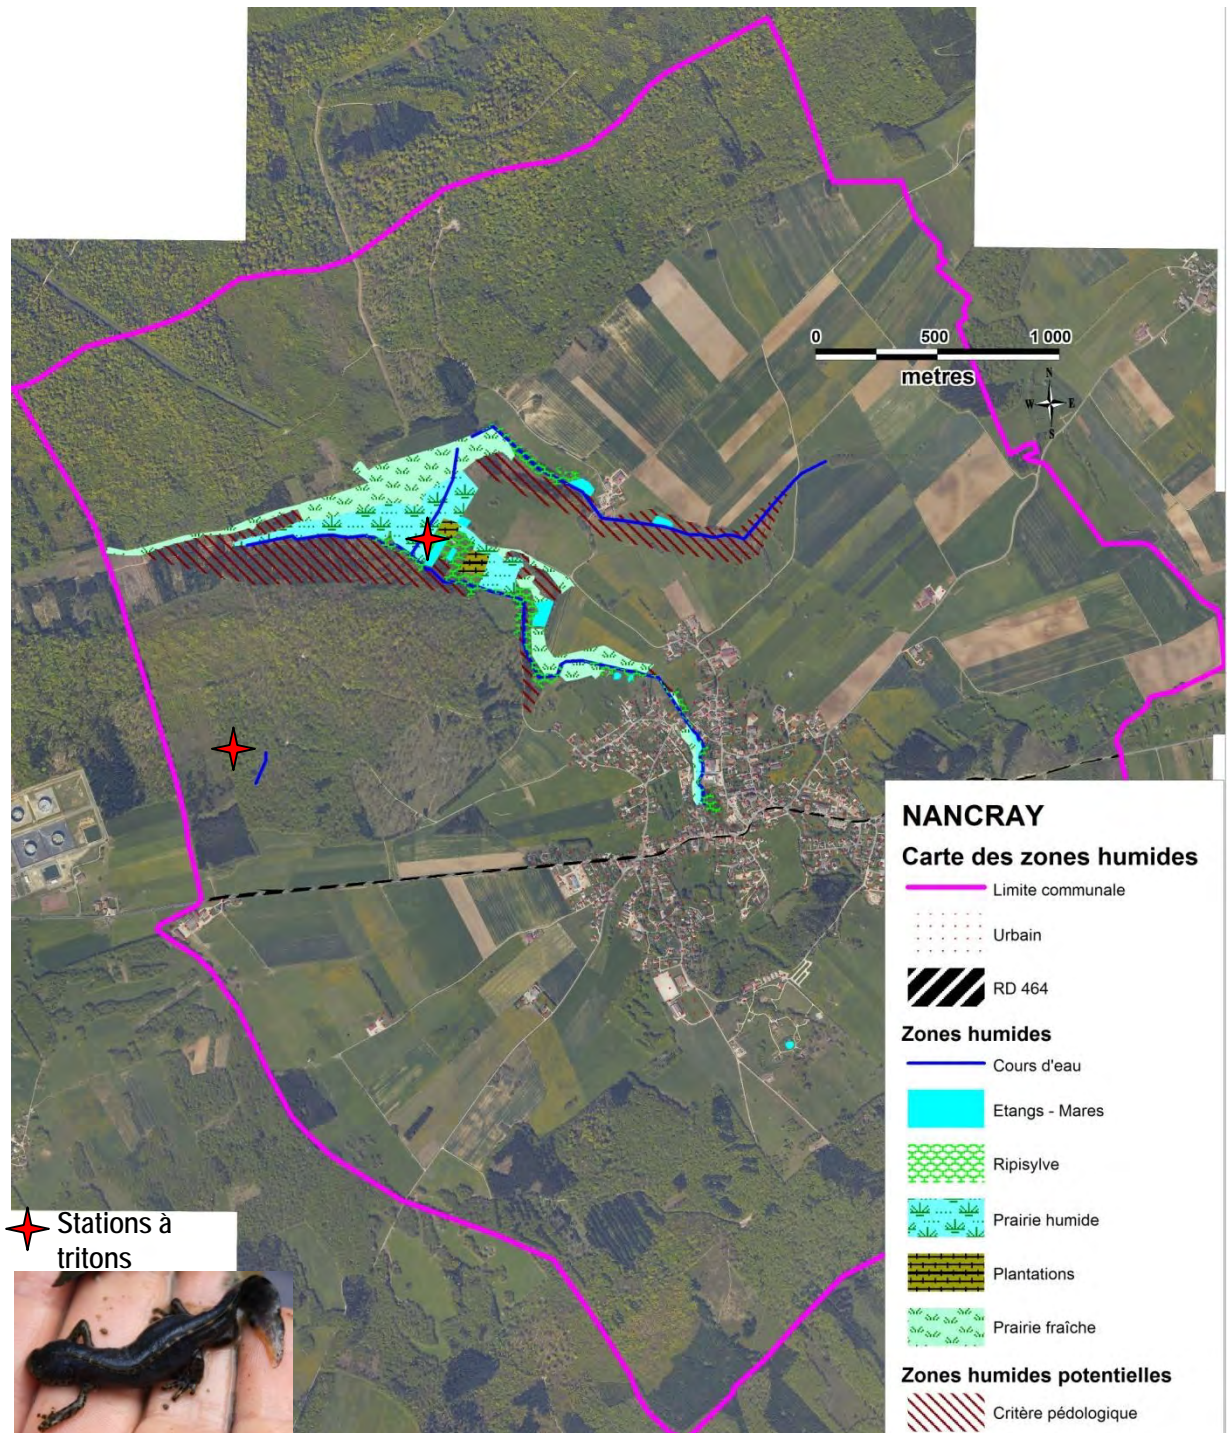 0 500 1 000
metres
N
W E
S
NANCRAY
Carte des zones humides
Limite communale
Urbain
RD 464
Zones humides
Cours d'eau
Etangs - Mares
Ripisylve
Prairie humide
Plantations
Prairie fraîche
Zones humides potentielles
Critère pédologique
Stations à
tritons